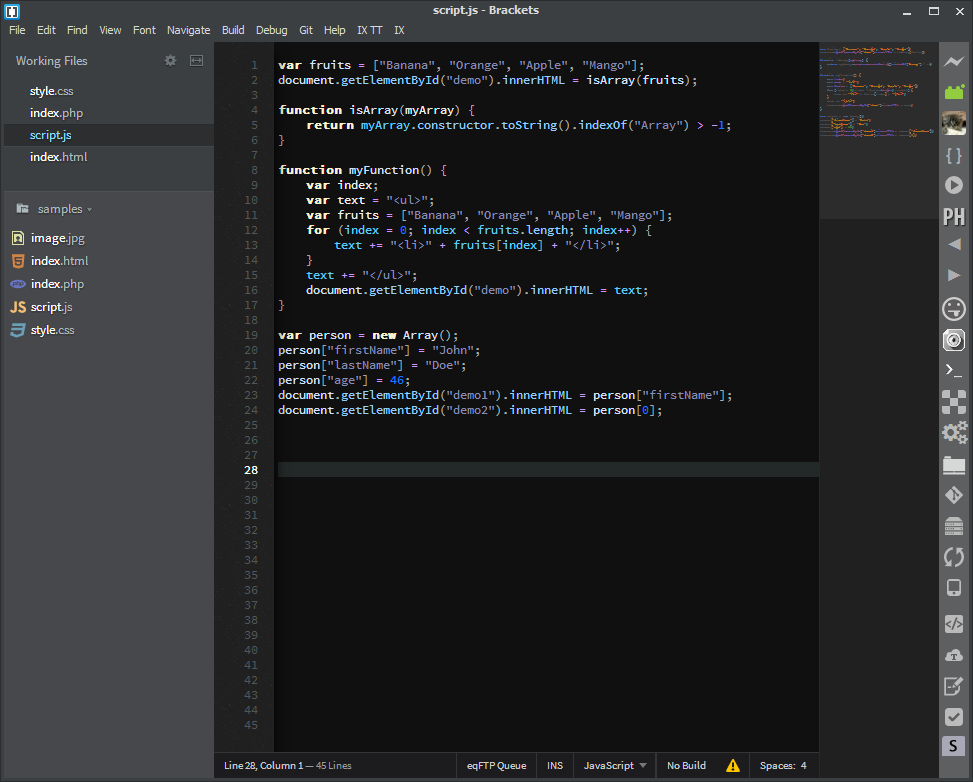 script.js - Brackets
File Edit Find View Font Navigate Build Debug Git Help IX TT IX
Working Files
style.css
index.php
script.js
index.html
samples
image.jpg
index.html
index.php
JS script.js
style.css
1 var fruits = ["Banana", "Orange", "Apple", "Mango"];
2 document.getElementById("demo").innerHTML = isArray(fruits);
3
4 function isArray(myArray) {
5     return myArray.constructor.toString().indexOf("Array") > -1;
6 }
7
8 function myFunction() {
9     var index;
10     var text = "<ul>";
11     var fruits = ["Banana", "Orange", "Apple", "Mango"];
12     for (index = 0; index < fruits.length; index++) {
13         text += "<li>" + fruits[index] + "</li>";
14     }
15     text += "</ul>";
16     document.getElementById("demo").innerHTML = text;
17 }
18
19 var person = new Array();
20 person["firstName"] = "John";
21 person["lastName"] = "Doe";
22 person["age"] = 46;
23 document.getElementById("demo1").innerHTML = person["firstName"];
24 document.getElementById("demo2").innerHTML = person[0];
25
26
27
28
29
30
31
32
33
34
35
36
37
38
39
40
41
42
43
44
45
{ }
PH
>_
</>
T
S
Line 28, Column 1 — 45 Lines eqFTP Queue INS JavaScript No Build Spaces: 4